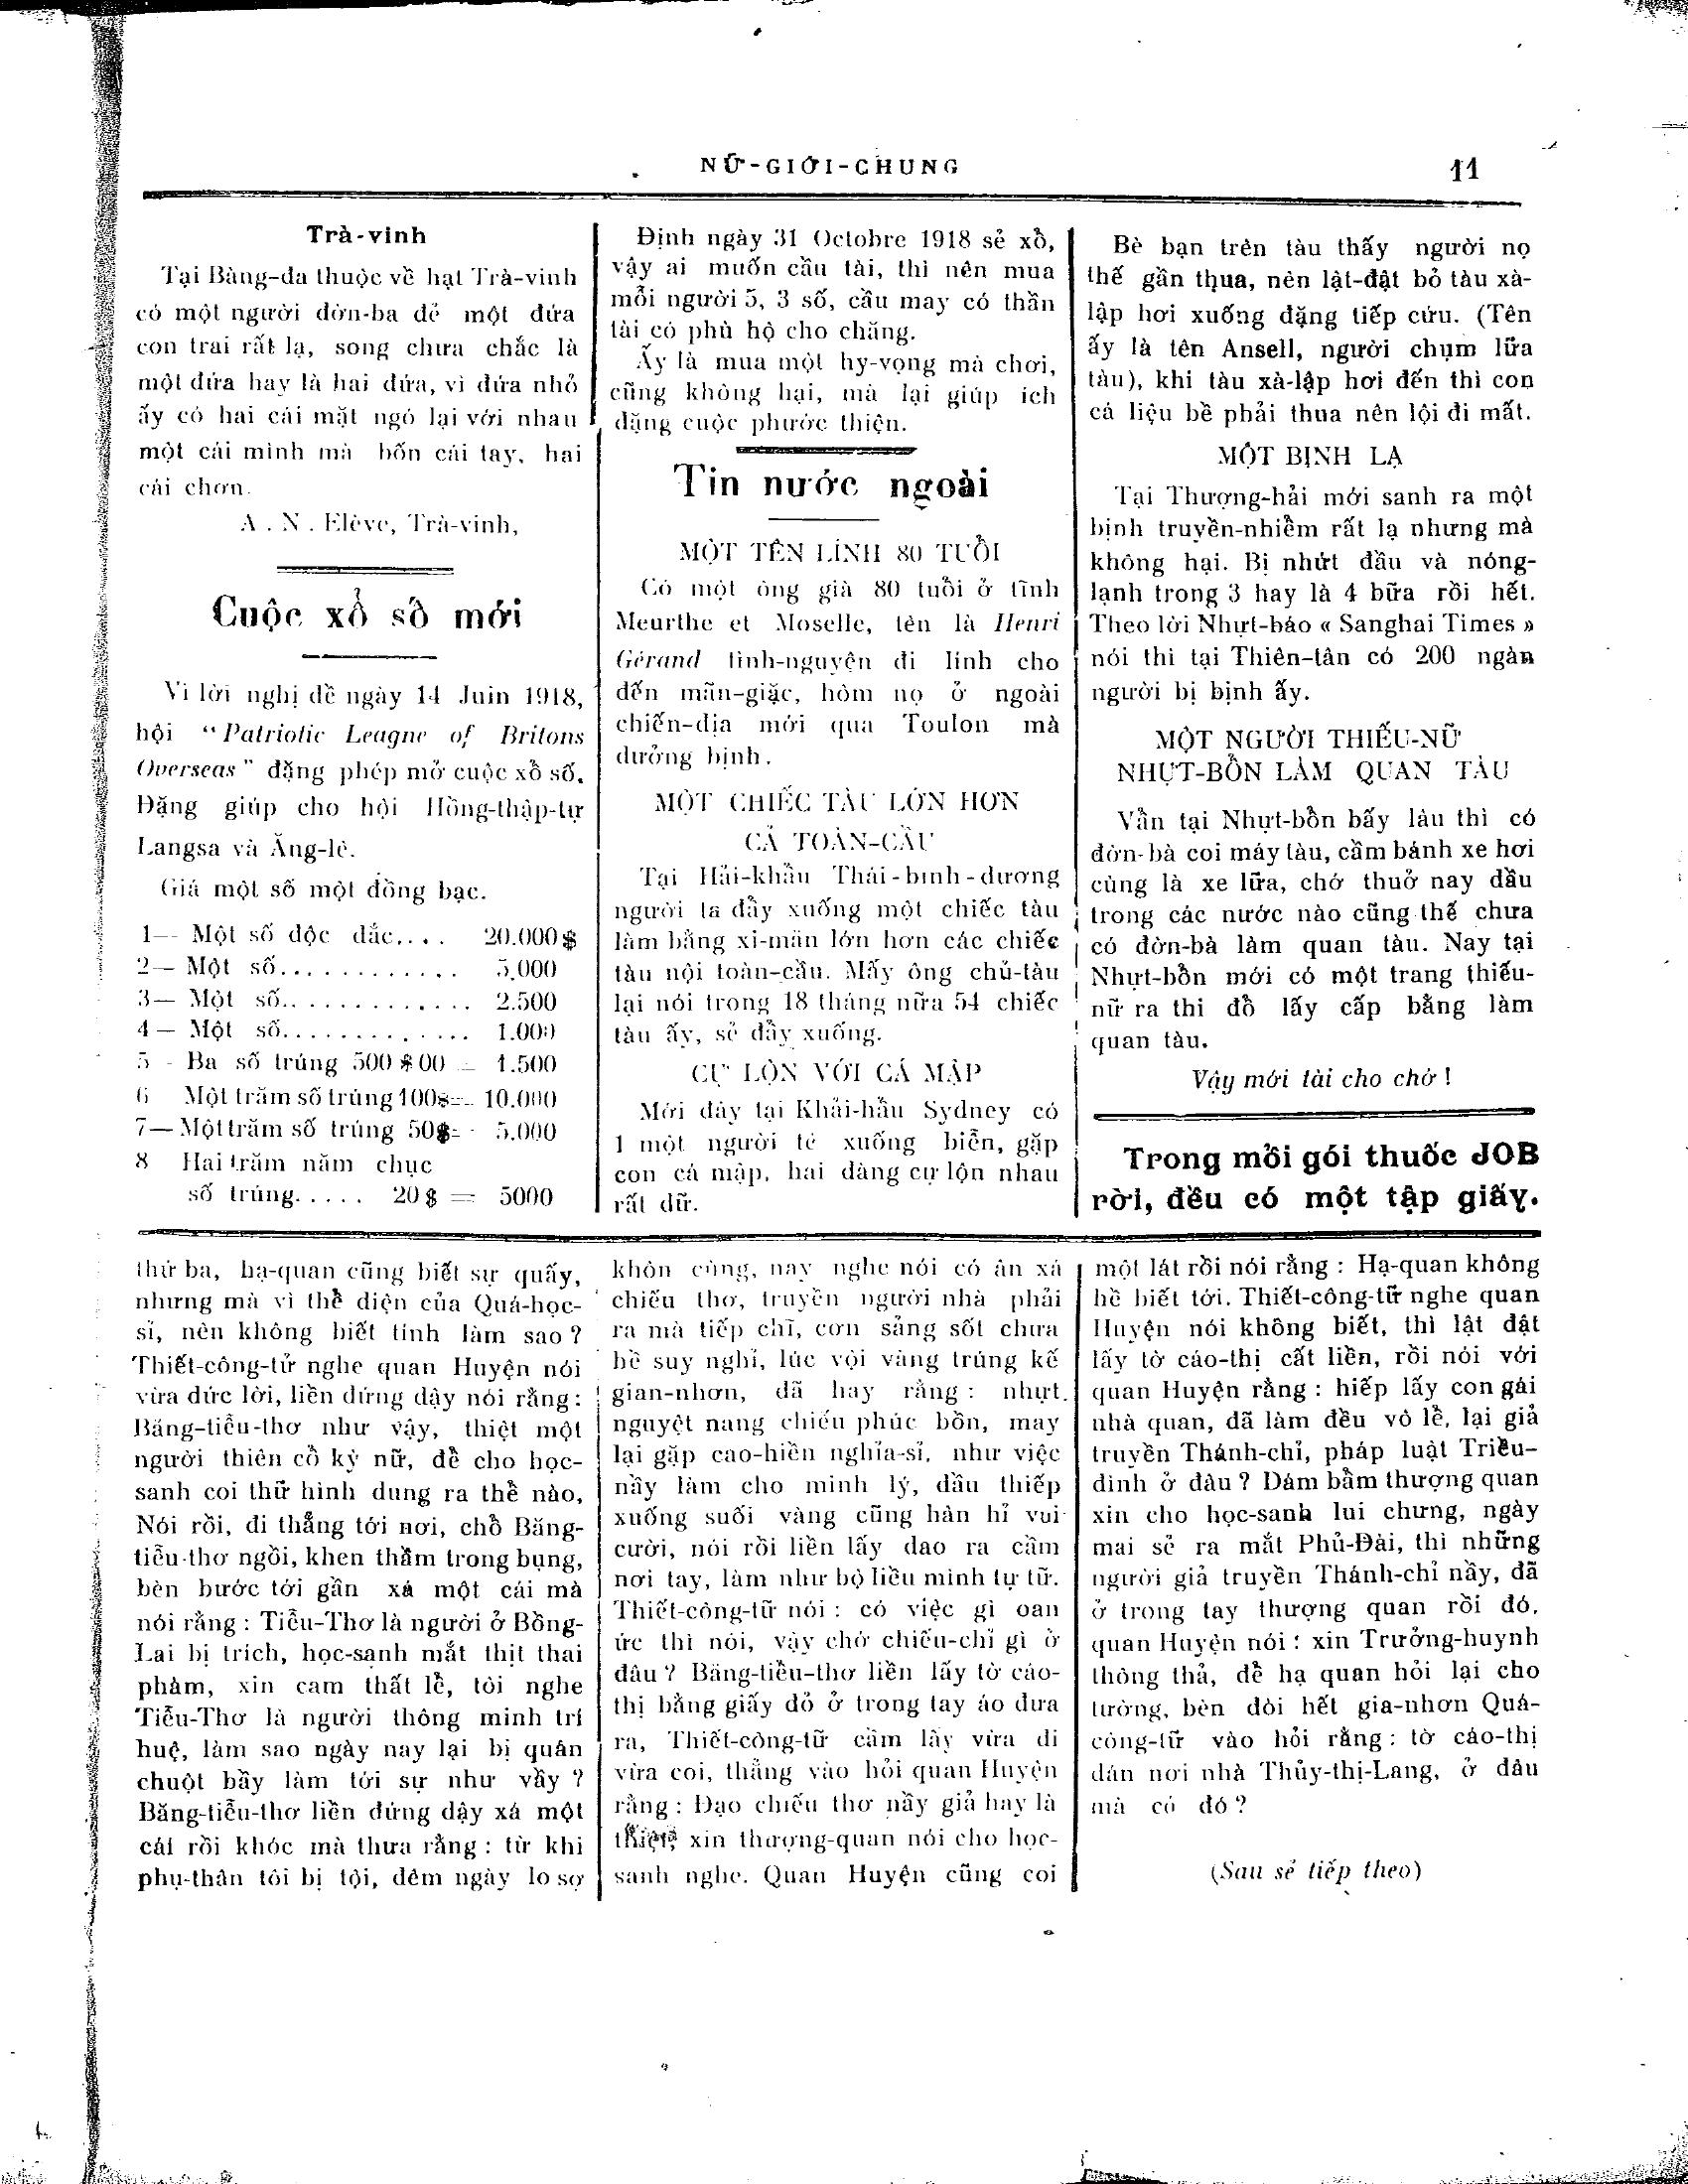 NỮ-GIỚI-CHUNG
11
Trà-vinh
Tại Bàng-đa thuộc về hạt Trà-vinh
có một người đờn-ba đẻ một đứa
con trai rất lạ, song chưa chắc là
một đứa hay là hai đứa, vì đứa nhỏ
ấy có hai cái mặt ngó lại với nhau
một cái mình mà bốn cái tay, hai
cái chơn.
A. N. Elève, Trà-vinh,
Cuộc xổ số mới
Vì lời nghị đề ngày 14 Juin 1918,
hội “Patriotic Leagne of Britons
Overseas” đặng phép mở cuộc xổ số.
Đặng giúp cho hội Hồng-thập-tự
Langsa và Ăng-lê.
Giá một số một đồng bạc.
1— Một số độc đắc.... 20.000$
2— Một số............ 5.000
3— Một số............. 2.500
4— Một số............. 1.000
5 - Ba số trúng 500$00 = 1.500
6 Một trăm số trúng 100$= 10.000
7— Một trăm số trúng 50$= 5.000
8 Hai trăm năm chục
số trúng..... 20$ = 5000
Định ngày 31 Octobre 1918 sẻ xổ,
vậy ai muốn cầu tài, thì nên mua
mỗi người 5, 3 số, cầu may có thần
tài có phù hộ cho chăng.
Ấy là mua một hy-vọng mà chơi,
cũng không hại, mà lại giúp ích
đặng cuộc phước thiện.
Tin nước ngoài
MỘT TÊN LÍNH 80 TUỔI
Có một ông già 80 tuổi ở tĩnh
Meurthe et Moselle, tên là Henri
Gérand tình-nguyện đi lính cho
đến mãn-giặc, hôm nọ ở ngoài
chiến-địa mới qua Toulon mà
dưởng bịnh.
MỘT CHIẾC TÀU LỚN HƠN
CẢ TOÀN-CẦU
Tại Hải-khẩu Thái-bình-dương
người ta đẩy xuống một chiếc tàu
làm bằng xi-măn lớn hơn các chiếc
tàu nội toàn-cầu. Mấy ông chủ-tàu
lại nói trong 18 tháng nữa 54 chiếc
tàu ấy, sẻ đẩy xuống.
CỰ LỘN VỚI CÁ MẬP
Mới đây tại Khải-hầu Sydney có
1 một người té xuống biển, gặp
con cá mập, hai đàng cự lộn nhau
rất dữ.
Bè bạn trên tàu thấy người nọ
thế gần thua, nên lật-đật bỏ tàu xà-
lập hơi xuống đặng tiếp cứu. (Tên
ấy là tên Ansell, người chụm lữa
tàu), khi tàu xà-lập hơi đến thì con
cá liệu bề phải thua nên lội đi mất.
MỘT BỊNH LẠ
Tại Thượng-hải mới sanh ra một
bịnh truyền-nhiểm rất lạ nhưng mà
không hại. Bị nhứt đầu và nóng-
lạnh trong 3 hay là 4 bữa rồi hết.
Theo lời Nhựt-báo « Sanghai Times »
nói thì tại Thiên-tân có 200 ngàn
người bị bịnh ấy.
MỘT NGƯỜI THIẾU-NỮ
NHỰT-BỒN LÀM QUAN TÀU
Vẫn tại Nhựt-bồn bấy lâu thì có
đờn-bà coi máy tàu, cầm bánh xe hơi
cùng là xe lữa, chớ thuở nay dầu
trong các nước nào cũng thế chưa
có đờn-bà làm quan tàu. Nay tại
Nhựt-bồn mới có một trang thiếu-
nữ ra thi đồ lấy cấp bằng làm
quan tàu.
Vậy mới tài cho chớ !
Trong mỏi gói thuốc JOB
rời, đều có một tập giấy.
thứ ba, hạ-quan cũng biết sự quấy,
nhưng mà vì thể diện của Quá-học-
sỉ, nên không biết tính làm sao ?
Thiết-công-tử nghe quan Huyện nói
vừa dức lời, liền đứng dậy nói rằng :
Băng-tiểu-thơ như vậy, thiệt một
người thiên cổ kỳ nữ, để cho học-
sanh coi thử hình dung ra thể nào,
Nói rồi, đi thẳng tới nơi, chỗ Băng-
tiểu-thơ ngồi, khen thầm trong bụng,
bèn bước tới gần xá một cái mà
nói rằng : Tiểu-Thơ là người ở Bồng-
Lai bị trích, học-sanh mắt thịt thai
phàm, xin cam thất lề, tôi nghe
Tiểu-Thơ là người thông minh trí
huệ, làm sao ngày nay lại bị quân
chuột bầy làm tới sự như vầy ?
Băng-tiểu-thơ liền đứng dậy xá một
cái rồi khóc mà thưa rằng : từ khi
phụ-thân tôi bị tội, đêm ngày lo sợ
khôn cùng, nay nghe nói có ân xá
chiếu thơ, truyền người nhà phải
ra mà tiếp chĩ, cơn sảng sốt chưa
hề suy nghỉ, lúc vội vàng trúng kế
gian-nhơn, đã hay rằng : nhựt
nguyệt nang chiếu phúc bồn, may
lại gặp cao-hiền nghĩa-sỉ, như việc
nầy làm cho minh lý, dầu thiếp
xuống suối vàng cũng hàn hỉ vui
cười, nói rồi liền lấy dao ra cầm
nơi tay, làm như bộ liều mình tự tữ.
Thiết-công-tữ nói : có việc gì oan
ức thì nói, vậy chớ chiếu-chỉ gì ở
đâu ? Băng-tiểu-thơ liền lấy tờ cáo-
thị bằng giấy đỏ ở trong tay áo đưa
ra, Thiết-công-tữ cầm lấy vừa đi
vừa coi, thẳng vào hỏi quan Huyện
rằng : Đạo chiếu thơ nầy giả hay là
thiệt, xin thượng-quan nói cho học-
sanh nghe. Quan Huyện cũng coi
một lát rồi nói rằng : Hạ-quan không
hề biết tới. Thiết-công-tữ nghe quan
Huyện nói không biết, thì lật đật
lấy tờ cáo-thị cất liền, rồi nói với
quan Huyện rằng : hiếp lấy con gái
nhà quan, đã làm đều vô lề, lại giả
truyền Thánh-chỉ, pháp luật Triều-
đình ở đâu ? Dám bẩm thượng quan
xin cho học-sanh lui chưng, ngày
mai sẻ ra mắt Phủ-Đài, thì những
người giả truyền Thánh-chỉ nầy, đã
ở trong tay thượng quan rồi đó,
quan Huyện nói : xin Trưởng-huynh
thông thả, để hạ quan hỏi lại cho
tường, bèn đòi hết gia-nhơn Quá-
công-tữ vào hỏi rằng : tờ cáo-thị
dán nơi nhà Thủy-thị-Lang, ở đâu
mà có đó ?
(Sau sẻ tiếp theo)